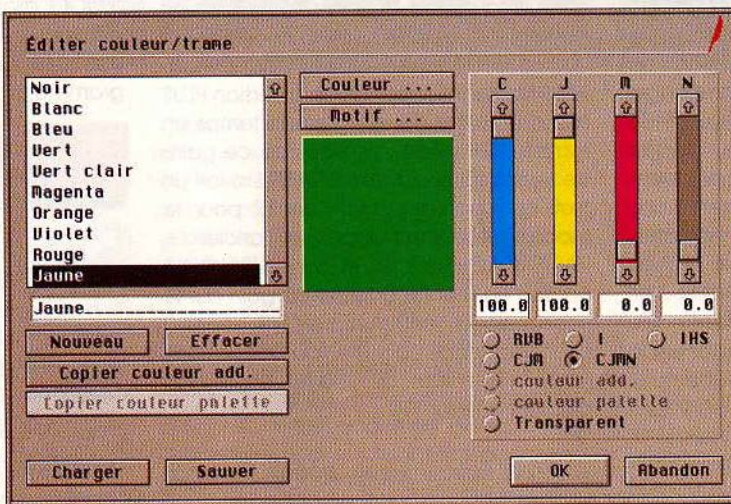 Éditer couleur/trame
Noir
Blanc
Bleu
Vert
Vert clair
Magenta
Orange
Violet
Rouge
Jaune
Jaune
Nouveau Effacer
Copier couleur add.
Copier couleur palette
Charger Sauver
Couleur ...
Motif ...
C J M N
100.0 100.0 0.0 0.0
RVB I IHS
CJM CJMN
couleur add.
couleur palette
Transparent
OK Abandon